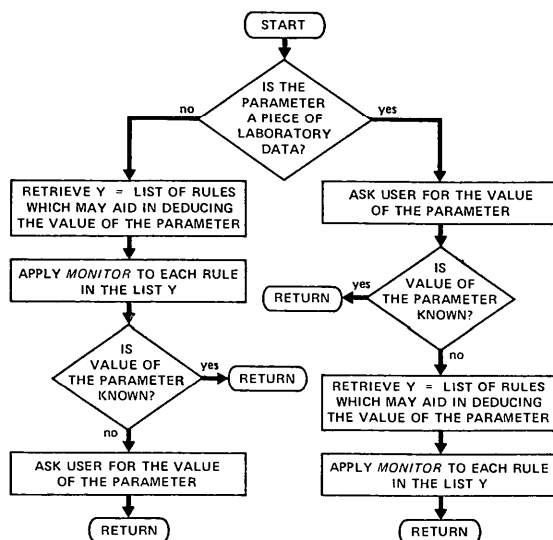 START
IS THE
PARAMETER
A PIECE OF
LABORATORY
DATA?
no
yes
RETRIEVE Y = LIST OF RULES
WHICH MAY AID IN DEDUCING
THE VALUE OF THE PARAMETER
APPLY MONITOR TO EACH RULE
IN THE LIST Y
IS
VALUE OF
THE PARAMETER
KNOWN?
yes
RETURN
no
ASK USER FOR THE VALUE
OF THE PARAMETER
RETURN
ASK USER FOR THE VALUE
OF THE PARAMETER
IS
VALUE OF
THE PARAMETER
KNOWN?
yes
RETURN
no
RETRIEVE Y = LIST OF RULES
WHICH MAY AID IN DEDUCING
THE VALUE OF THE PARAMETER
APPLY MONITOR TO EACH RULE
IN THE LIST Y
RETURN